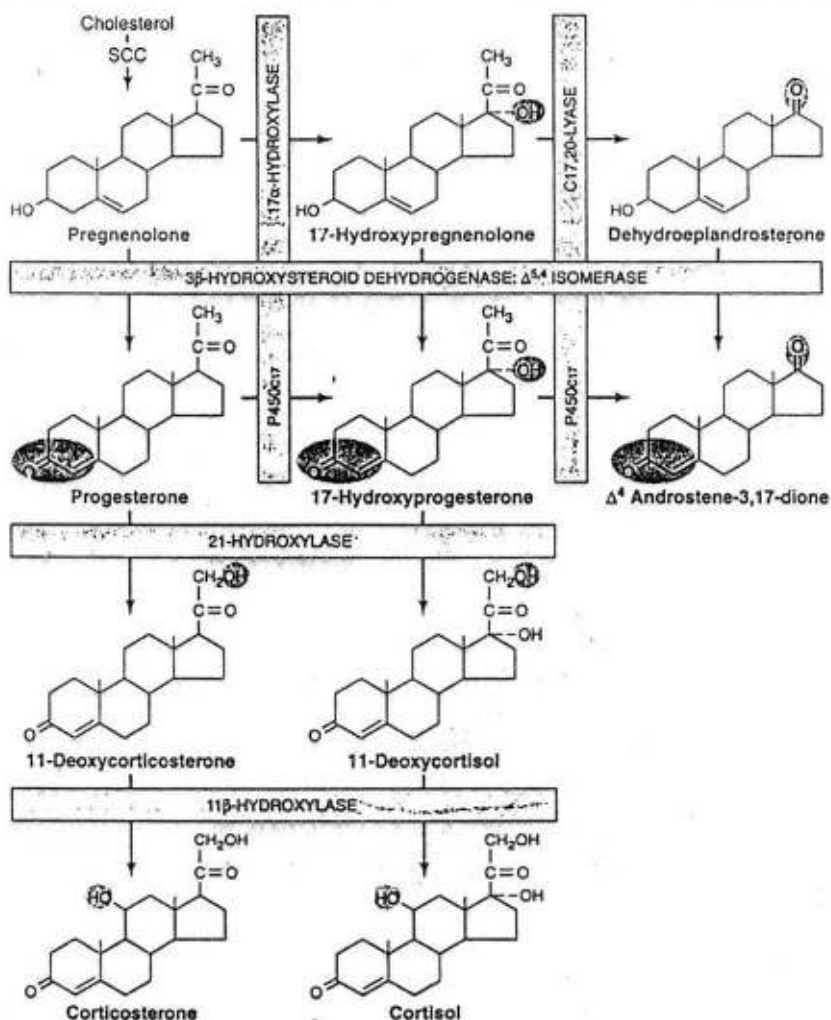 Cholesterol
SCC
CH3
C=O
HO
Pregnenolone
17α-HYDROXYLASE
CH3
C=O
OH
HO
17-Hydroxypregnenolone
C17,20-LYASE
O
Dehydroeplandrosterone
3β-HYDROXYSTEROID DEHYDROGENASE: Δ5,4 ISOMERASE
CH3
C=O
O
Progesterone
P450C17
CH3
C=O
OH
O
17-Hydroxyprogesterone
P450C17
O
O
Δ4 Androstene-3,17-dione
21-HYDROXYLASE
CH2OH
C=O
O
11-Deoxycorticosterone
CH2OH
C=O
OH
O
11-Deoxycortisol
11β-HYDROXYLASE
CH2OH
C=O
HO
O
Corticosterone
CH2OH
C=O
OH
HO
O
Cortisol